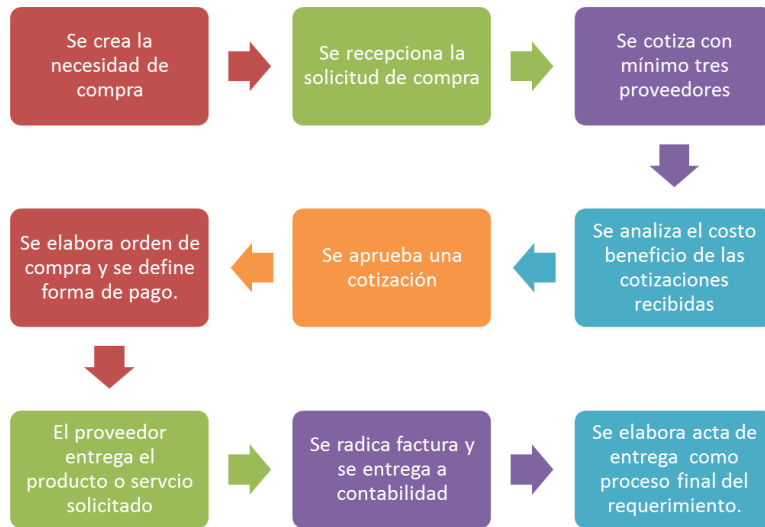 Se crea la
necesidad de
compra
Se recepciona la
solicitud de compra
Se cotiza con
mínimo tres
proveedores
Se analiza el costo
beneficio de las
cotizaciones
recibidas
Se aprueba una
cotización
Se elabora orden de
compra y se define
forma de pago.
El proveedor
entrega el
producto o servcio
solicitado
Se radica factura y
se entrega a
contabilidad
Se elabora acta de
entrega como
proceso final del
requerimiento.